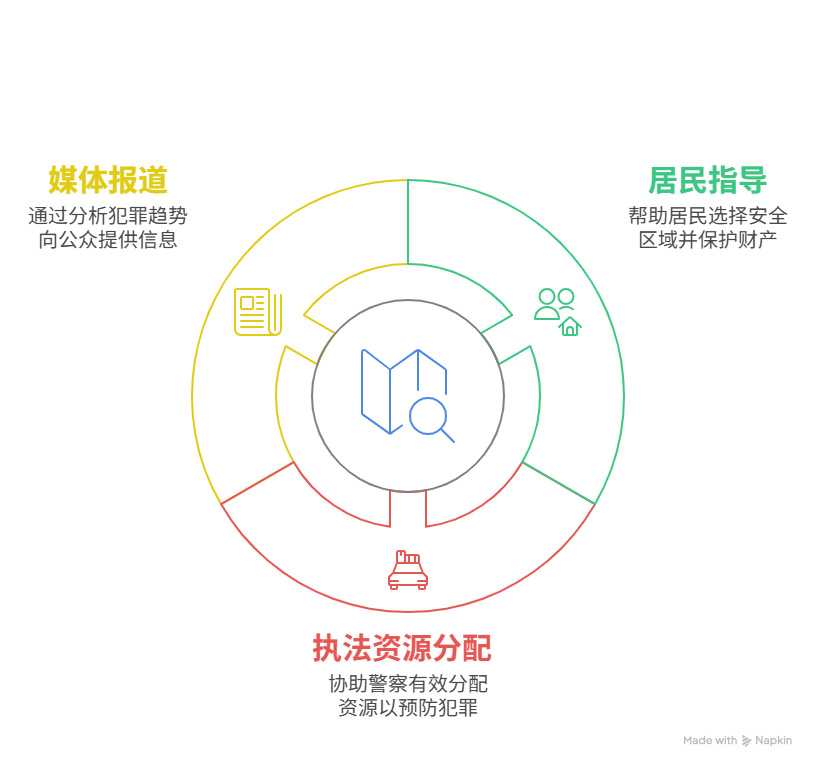 媒体报道
通过分析犯罪趋势
向公众提供信息
居民指导
帮助居民选择安全
区域并保护财产
执法资源分配
协助警察有效分配
资源以预防犯罪
Made with Napkin